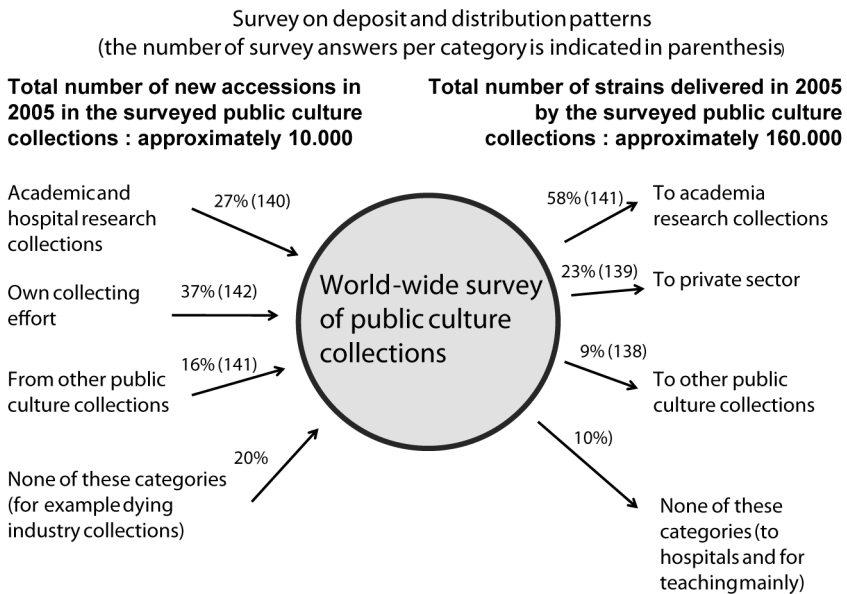 Survey on deposit and distribution patterns
(the number of survey answers per category is indicated in parenthesis)
Total number of new accessions in
2005 in the surveyed public culture
collections : approximately 10.000
Total number of strains delivered in 2005
by the surveyed public culture
collections : approximately 160.000
Academic and
hospital research
collections
27% (140)
Own collecting
effort
37% (142)
From other public
culture collections
16% (141)
None of these categories
(for example dying
industry collections)
20%
World-wide survey
of public culture
collections
58% (141)
To academia
research collections
23% (139)
To private sector
9% (138)
To other public
culture collections
10%)
None of these
categories (to
hospitals and for
teaching mainly)